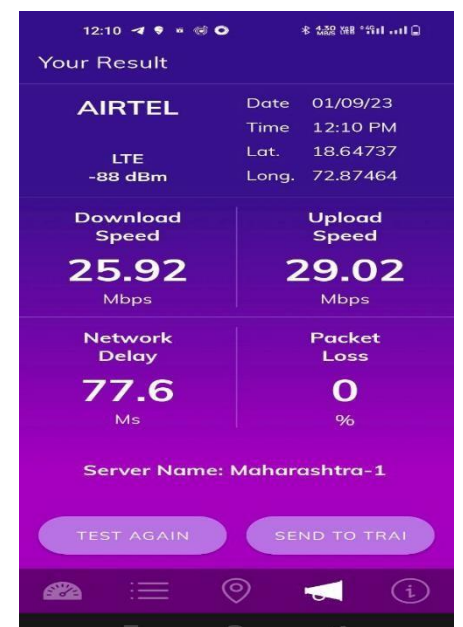 12:10
Your Result
AIRTEL
LTE
-88 dBm
Date 01/09/23
Time 12:10 PM
Lat. 18.64737
Long. 72.87464
Download
Speed
25.92
Mbps
Upload
Speed
29.02
Mbps
Network
Delay
77.6
Ms
Packet
Loss
0
%
Server Name: Maharashtra-1
TEST AGAIN
SEND TO TRAI